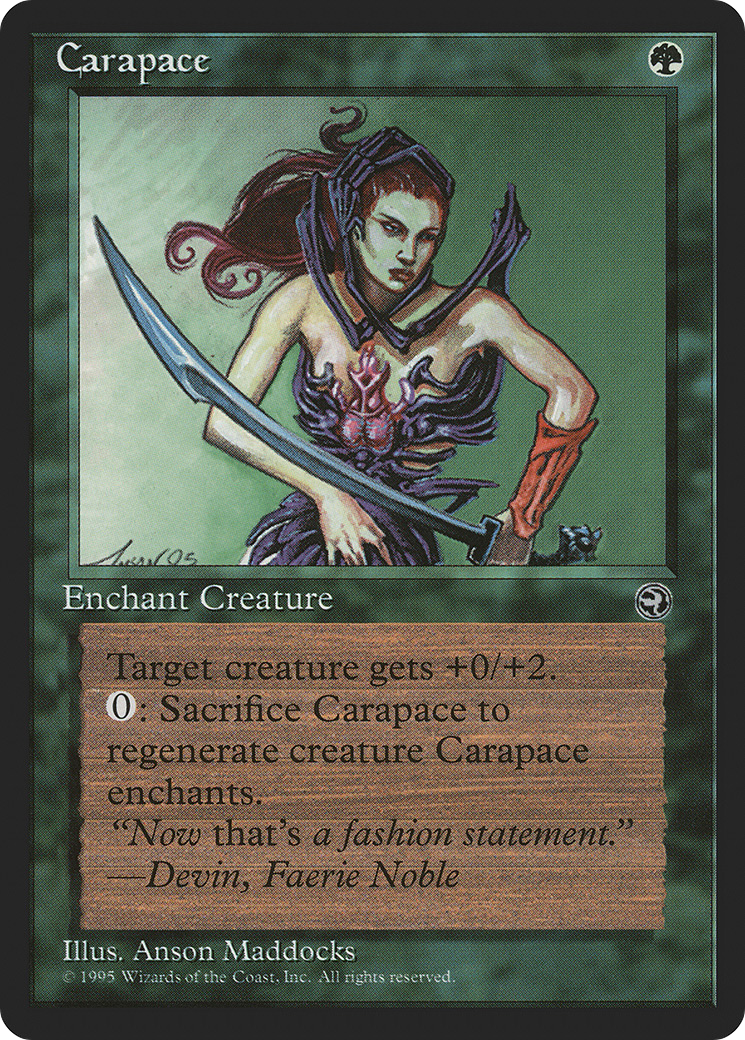 Carapace
Enchant Creature
Target creature gets +0/+2.
0: Sacrifice Carapace to
regenerate creature Carapace
enchants.
“Now that’s a fashion statement.”
—Devin, Faerie Noble
Illus. Anson Maddocks
© 1995 Wizards of the Coast, Inc. All rights reserved.